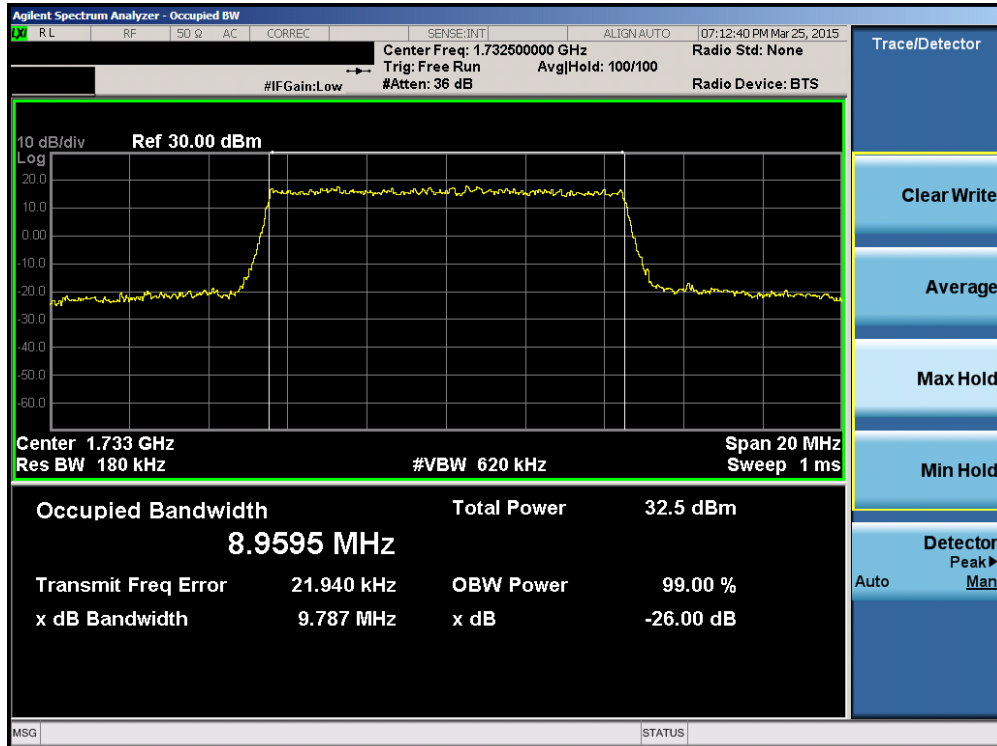 Agilent Spectrum Analyzer - Occupied BW
LXI RL RF 50 Ω AC CORREC SENSE:INT ALIGN AUTO 07:12:40 PM Mar 25, 2015
Center Freq: 1.732500000 GHz Radio Std: None
Trig: Free Run Avg|Hold: 100/100
#IFGain:Low #Atten: 36 dB Radio Device: BTS
Trace/Detector
10 dB/div Ref 30.00 dBm
Log
20.0
10.0
0.00
-10.0
-20.0
-30.0
-40.0
-50.0
-60.0
Center 1.733 GHz Span 20 MHz
Res BW 180 kHz #VBW 620 kHz Sweep 1 ms
Occupied Bandwidth Total Power 32.5 dBm
8.9595 MHz
Transmit Freq Error 21.940 kHz OBW Power 99.00 %
x dB Bandwidth 9.787 MHz x dB -26.00 dB
Clear Write
Average
Max Hold
Min Hold
Detector
Peak▶
Auto Man
MSG STATUS